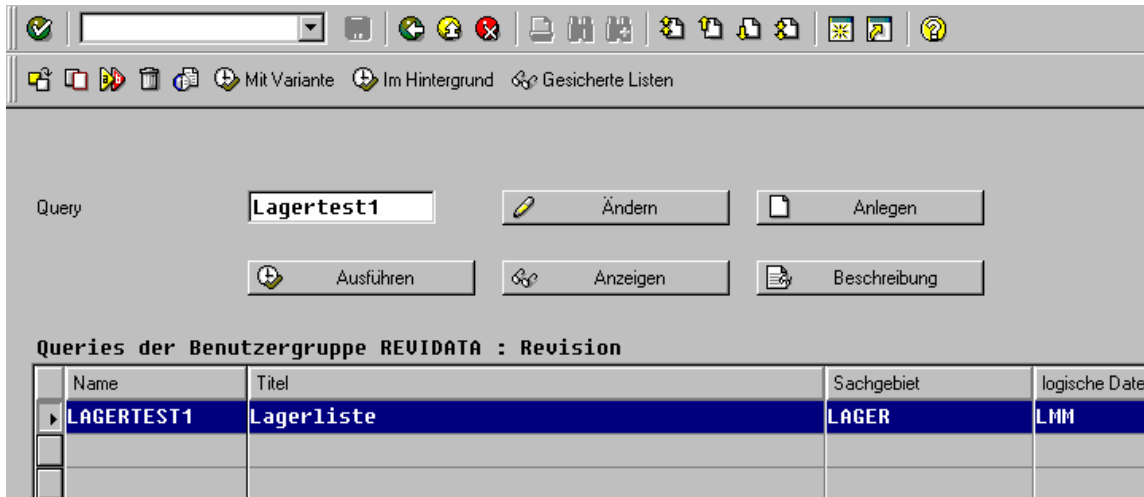 Mit Variante Im Hintergrund Gesicherte Listen
Query Lagertest1 Ändern Anlegen
Ausführen Anzeigen Beschreibung
Queries der Benutzergruppe REVIDATA : Revision
Name Titel Sachgebiet logische Date
LAGERTEST1 Lagerliste LAGER LMM